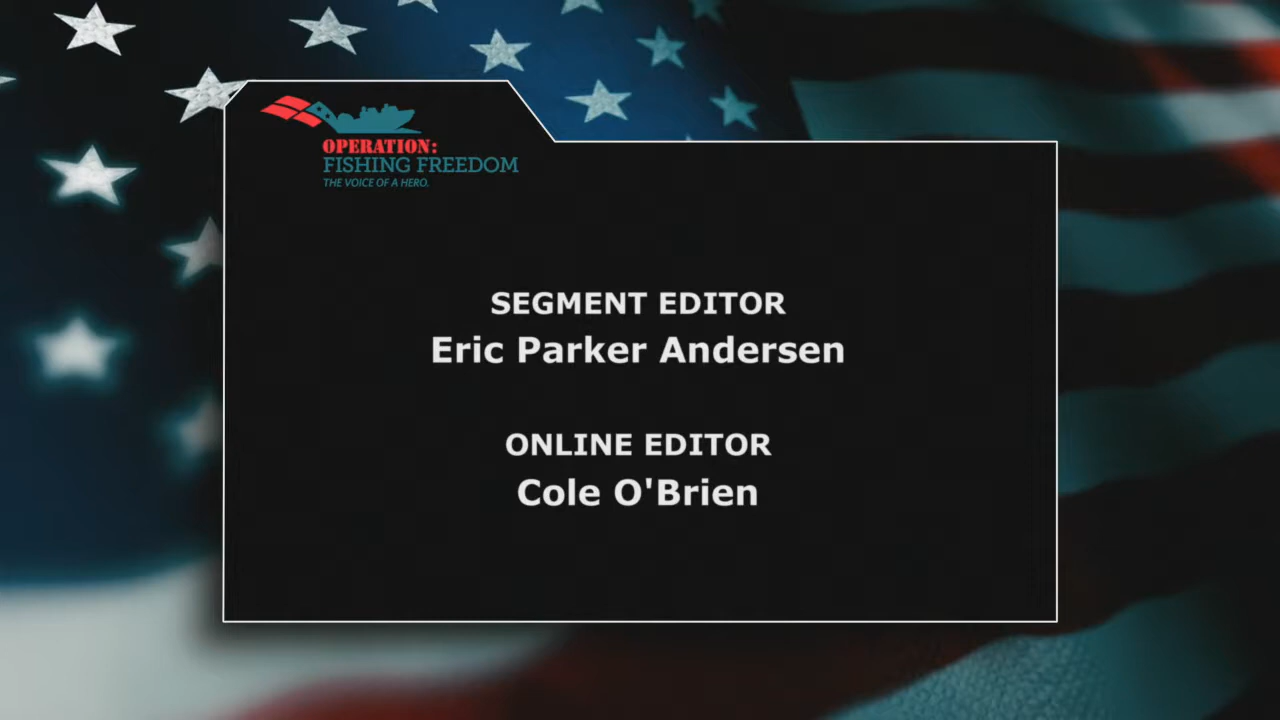 OPERATION:
FISHING FREEDOM
THE VOICE OF A HERO.
SEGMENT EDITOR
Eric Parker Andersen
ONLINE EDITOR
Cole O'Brien